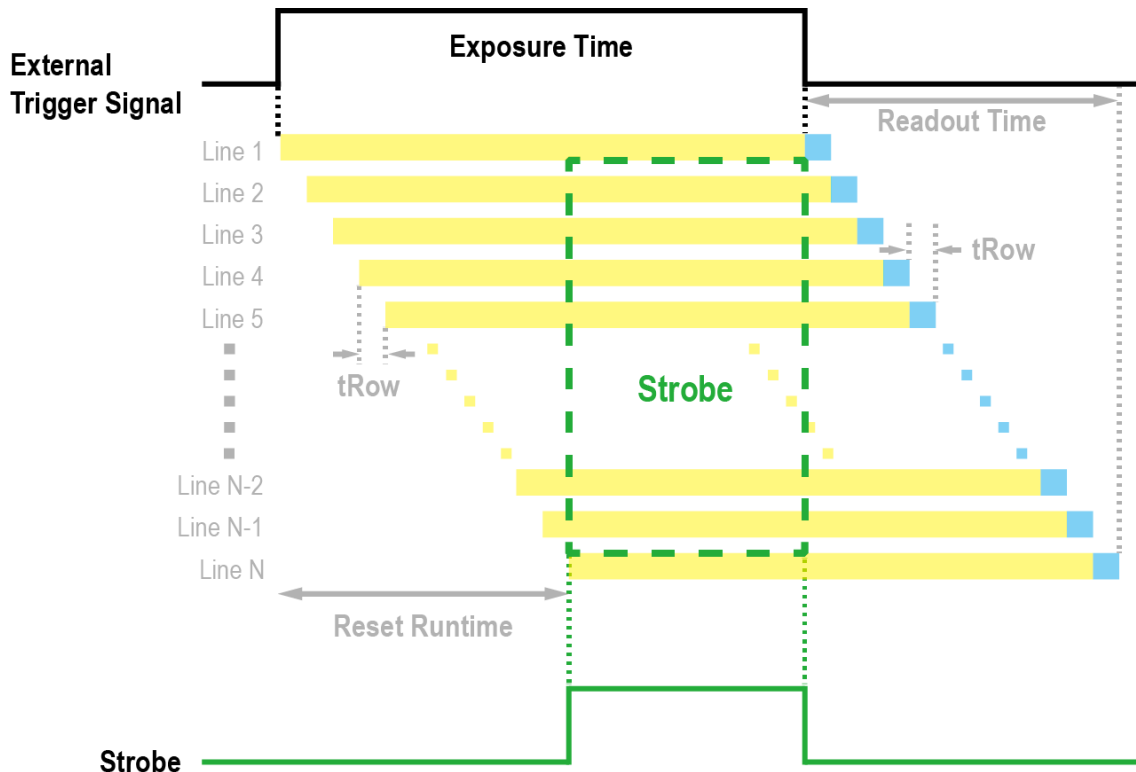 Exposure Time
External
Trigger Signal
Readout Time
Line 1
Line 2
Line 3
tRow
Line 4
Line 5
tRow
Strobe
Line N-2
Line N-1
Line N
Reset Runtime
Strobe